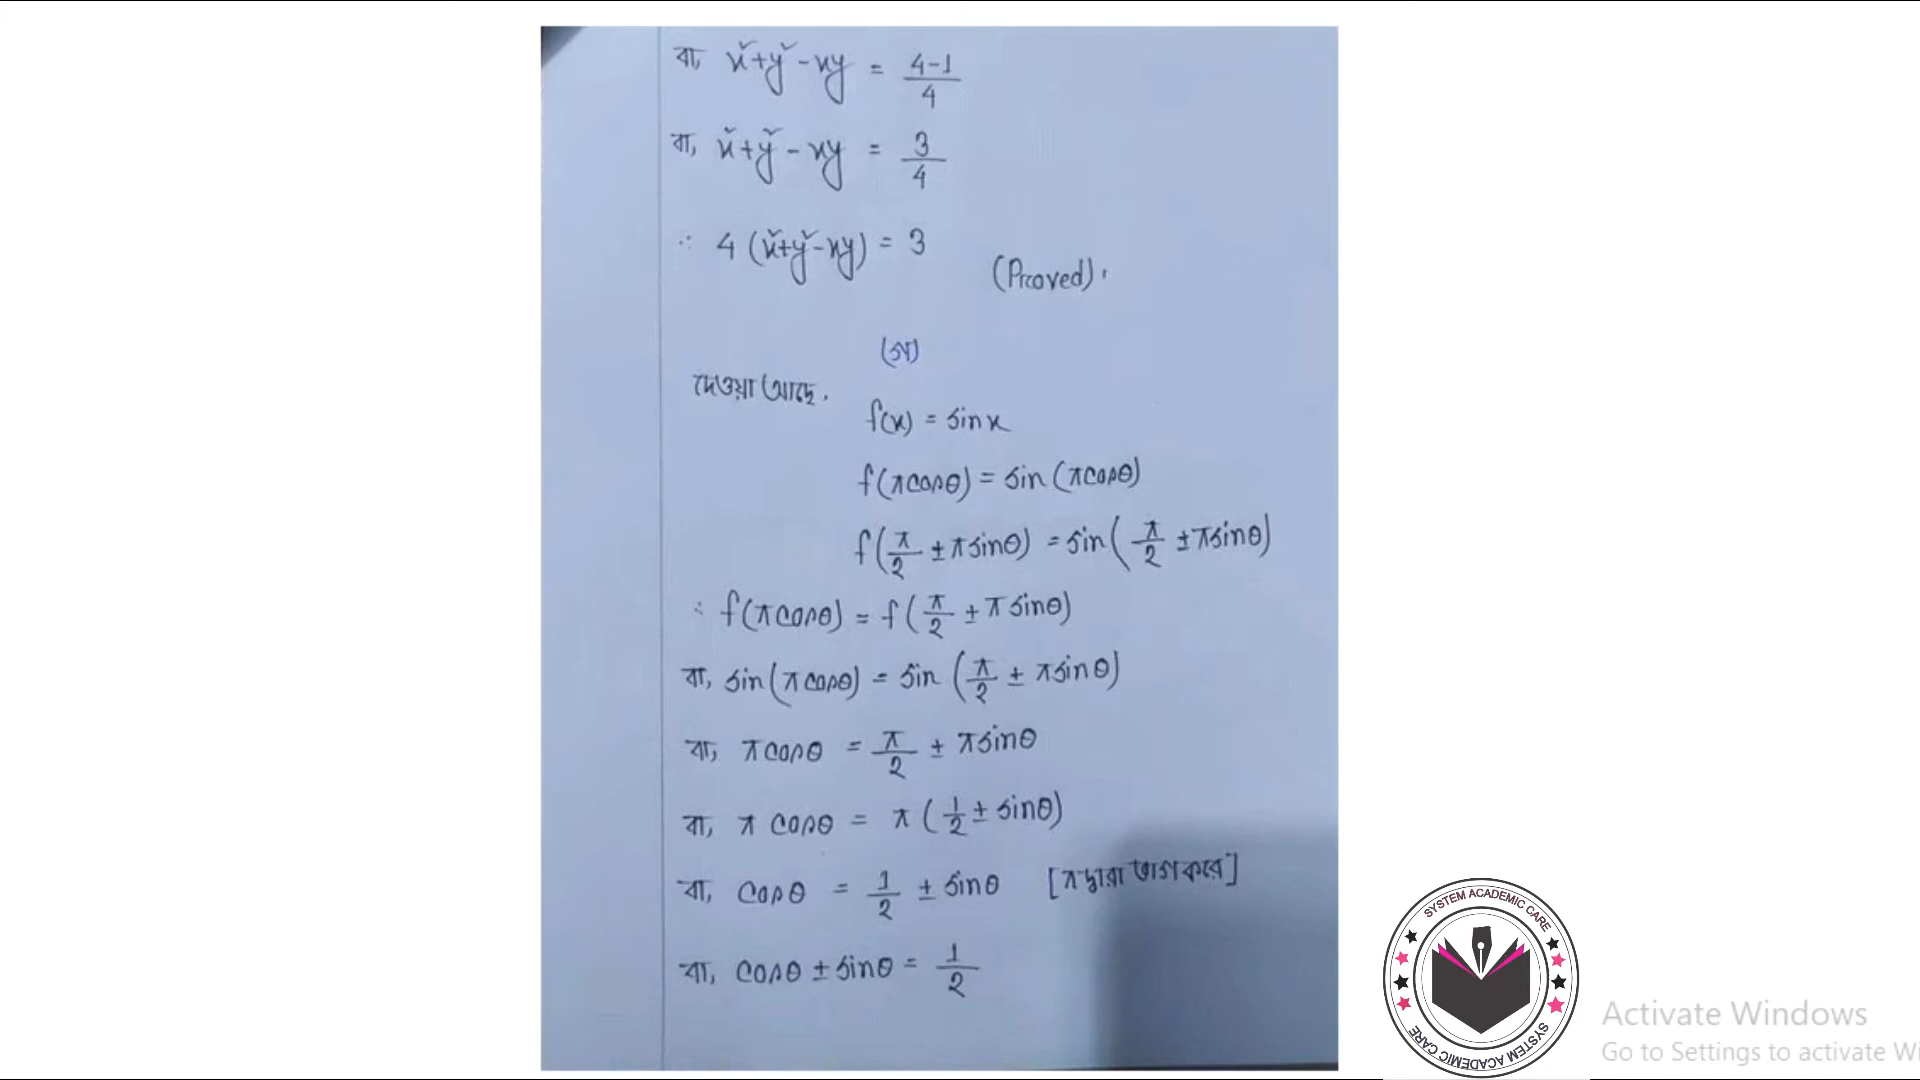 বা, x²+y²-xy = 4-1/4
বা, x²+y²-xy = 3/4
∴ 4(x²+y²-xy) = 3
(Proved).
(গ)
দেওয়া আছে,
f(x) = sinx
f(πcosθ) = sin(πcosθ)
f(π/2 ± πsinθ) = sin(π/2 ± πsinθ)
∴ f(πcosθ) = f(π/2 ± πsinθ)
বা, sin(πcosθ) = sin(π/2 ± πsinθ)
বা, πcosθ = π/2 ± πsinθ
বা, π cosθ = π(1/2 ± sinθ)
বা, cosθ = 1/2 ± sinθ [π দ্বারা ভাগ করে]
বা, cosθ ± sinθ = 1/2
SYSTEM ACADEMIC CARE
SYSTEM ACADEMIC CARE
Activate Windows
Go to Settings to activate Wi